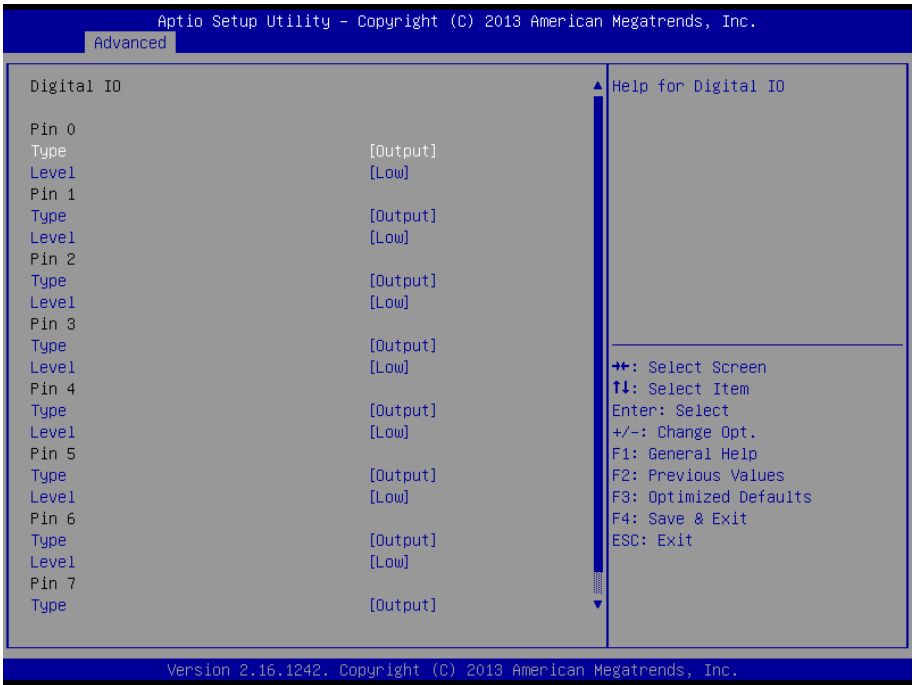 Aptio Setup Utility – Copyright (C) 2013 American Megatrends, Inc.
Advanced
Digital IO
Pin 0
Type [Output]
Level [Low]
Pin 1
Type [Output]
Level [Low]
Pin 2
Type [Output]
Level [Low]
Pin 3
Type [Output]
Level [Low]
Pin 4
Type [Output]
Level [Low]
Pin 5
Type [Output]
Level [Low]
Pin 6
Type [Output]
Level [Low]
Pin 7
Type [Output]
Help for Digital IO
→←: Select Screen
↑↓: Select Item
Enter: Select
+/-: Change Opt.
F1: General Help
F2: Previous Values
F3: Optimized Defaults
F4: Save & Exit
ESC: Exit
Version 2.16.1242. Copyright (C) 2013 American Megatrends, Inc.